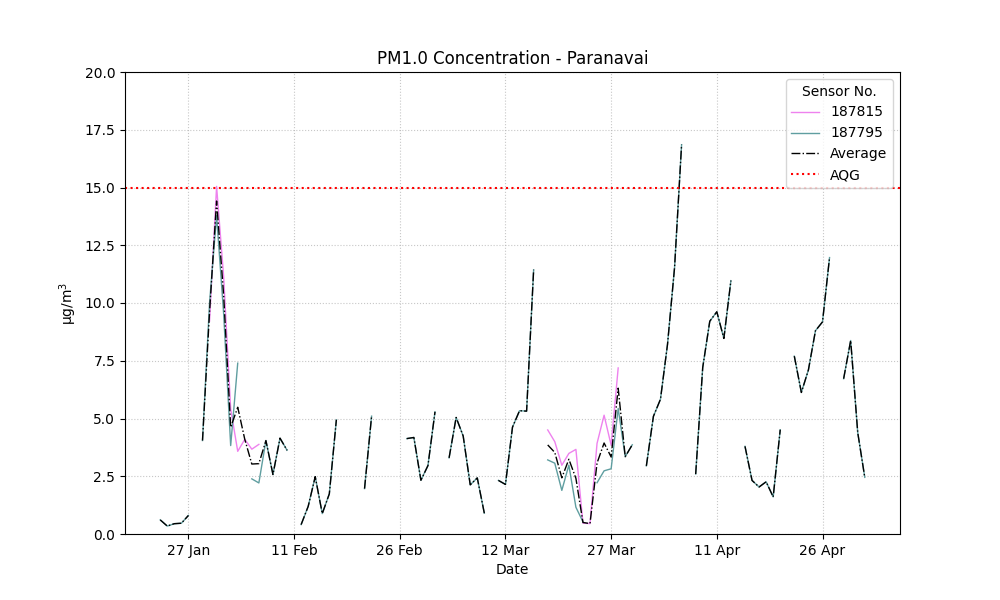 PM1.0 Concentration - Paranavai
20.0
17.5
15.0
12.5
10.0
7.5
5.0
2.5
0.0
µg/m³
Sensor No.
187815
187795
Average
AQG
27 Jan
11 Feb
26 Feb
12 Mar
27 Mar
11 Apr
26 Apr
Date